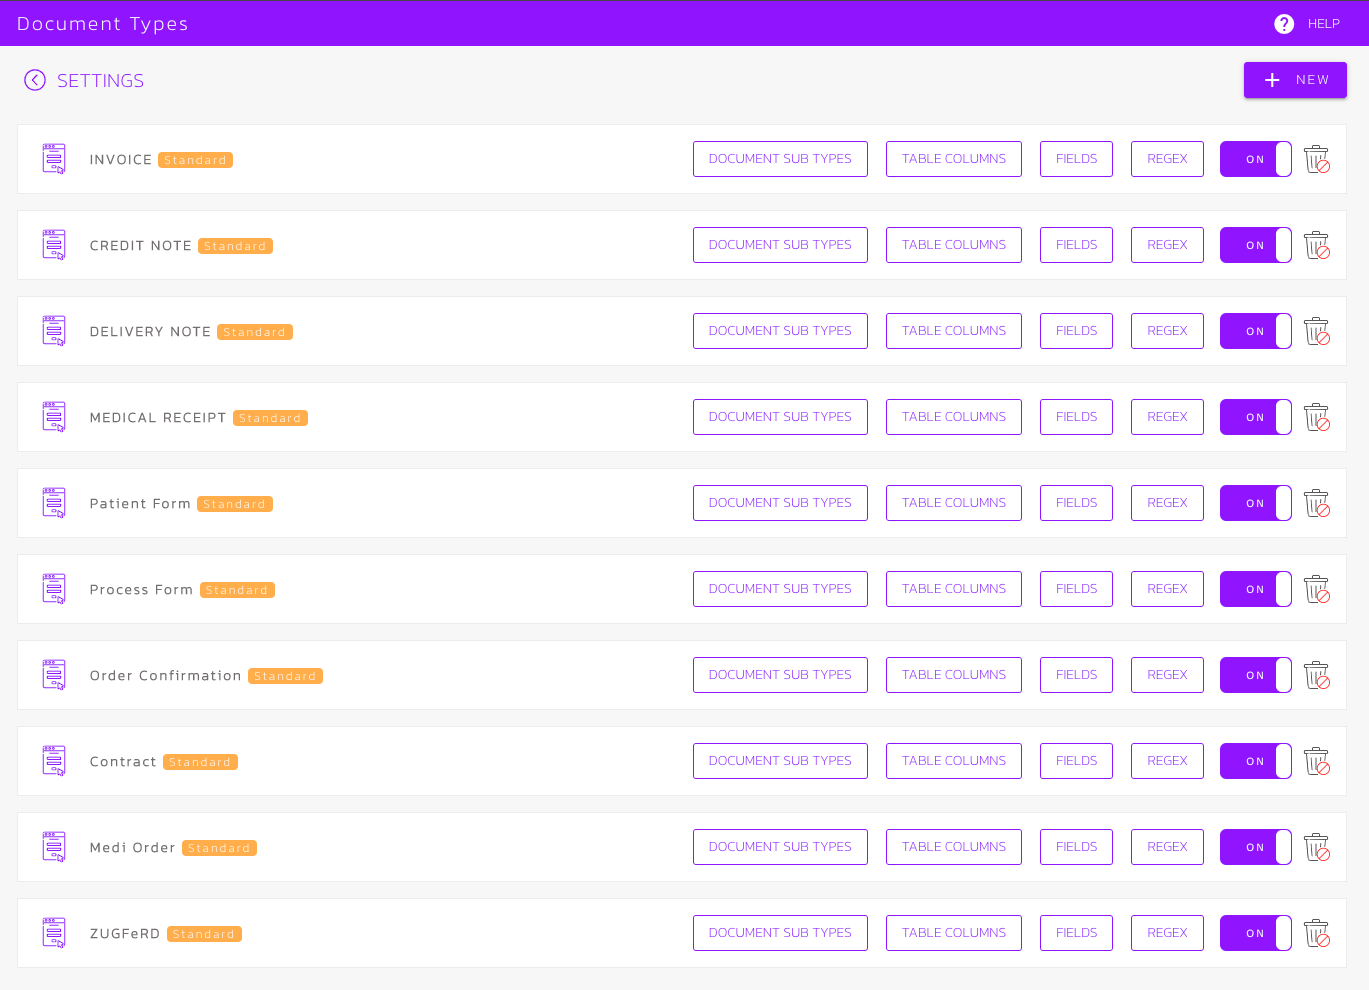 Document Types HELP
SETTINGS NEW
INVOICE Standard DOCUMENT SUB TYPES TABLE COLUMNS FIELDS REGEX ON
CREDIT NOTE Standard DOCUMENT SUB TYPES TABLE COLUMNS FIELDS REGEX ON
DELIVERY NOTE Standard DOCUMENT SUB TYPES TABLE COLUMNS FIELDS REGEX ON
MEDICAL RECEIPT Standard DOCUMENT SUB TYPES TABLE COLUMNS FIELDS REGEX ON
Patient Form Standard DOCUMENT SUB TYPES TABLE COLUMNS FIELDS REGEX ON
Process Form Standard DOCUMENT SUB TYPES TABLE COLUMNS FIELDS REGEX ON
Order Confirmation Standard DOCUMENT SUB TYPES TABLE COLUMNS FIELDS REGEX ON
Contract Standard DOCUMENT SUB TYPES TABLE COLUMNS FIELDS REGEX ON
Medi Order Standard DOCUMENT SUB TYPES TABLE COLUMNS FIELDS REGEX ON
ZUGFeRD Standard DOCUMENT SUB TYPES TABLE COLUMNS FIELDS REGEX ON